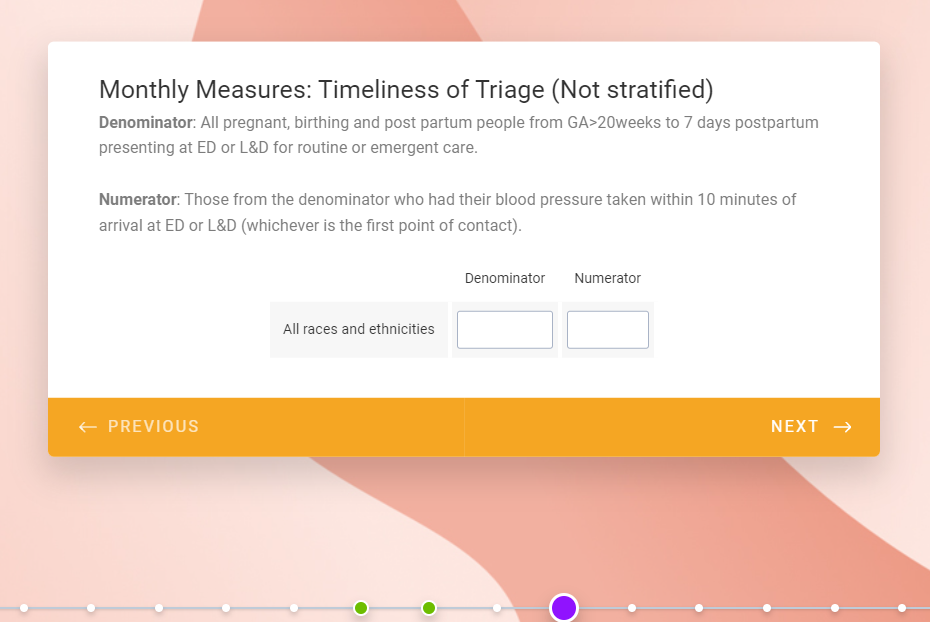 Monthly Measures: Timeliness of Triage (Not stratified)
Denominator: All pregnant, birthing and post partum people from GA>20weeks to 7 days postpartum
presenting at ED or L&D for routine or emergent care.
Numerator: Those from the denominator who had their blood pressure taken within 10 minutes of
arrival at ED or L&D (whichever is the first point of contact).
Denominator Numerator
All races and ethnicities
PREVIOUS NEXT